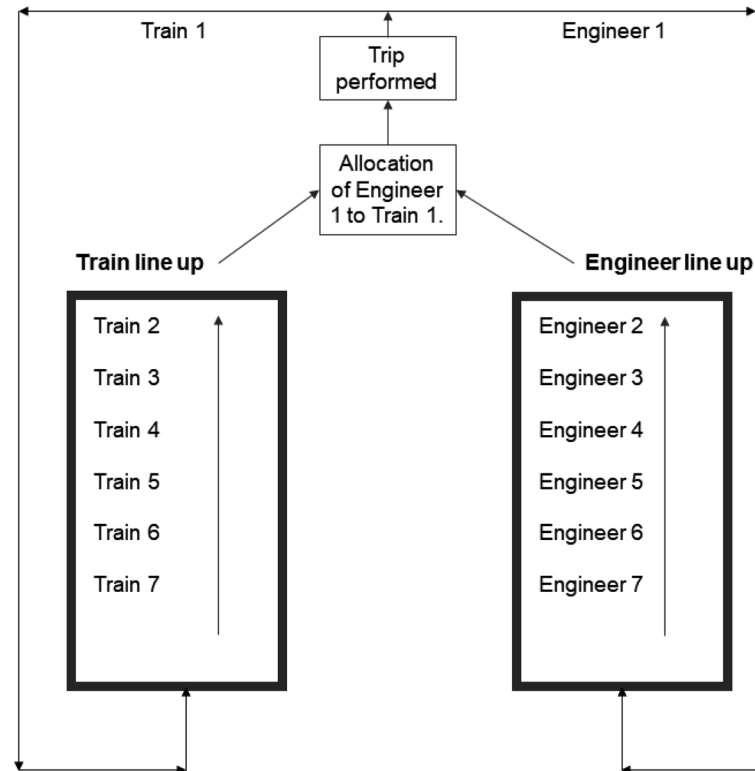 Train 1
Engineer 1
Trip
performed
Allocation
of Engineer
1 to Train 1.
Train line up
Engineer line up
Train 2
Train 3
Train 4
Train 5
Train 6
Train 7
Engineer 2
Engineer 3
Engineer 4
Engineer 5
Engineer 6
Engineer 7